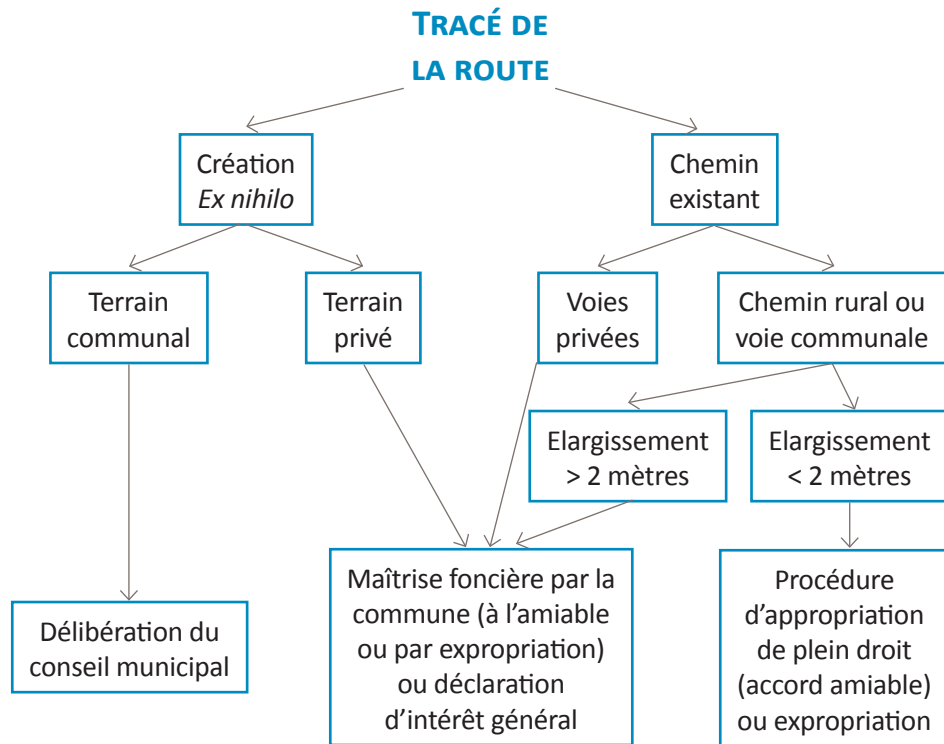 TRACÉ DE
LA ROUTE
Création
Ex nihilo
Chemin
existant
Terrain
communal
Terrain
privé
Voies
privées
Chemin rural ou
voie communale
Elargissement
> 2 mètres
Elargissement
< 2 mètres
Délibération du
conseil municipal
Maîtrise foncière par la
commune (à l’amiable
ou par expropriation)
ou déclaration
d’intérêt général
Procédure
d’appropriation
de plein droit
(accord amiable)
ou expropriation